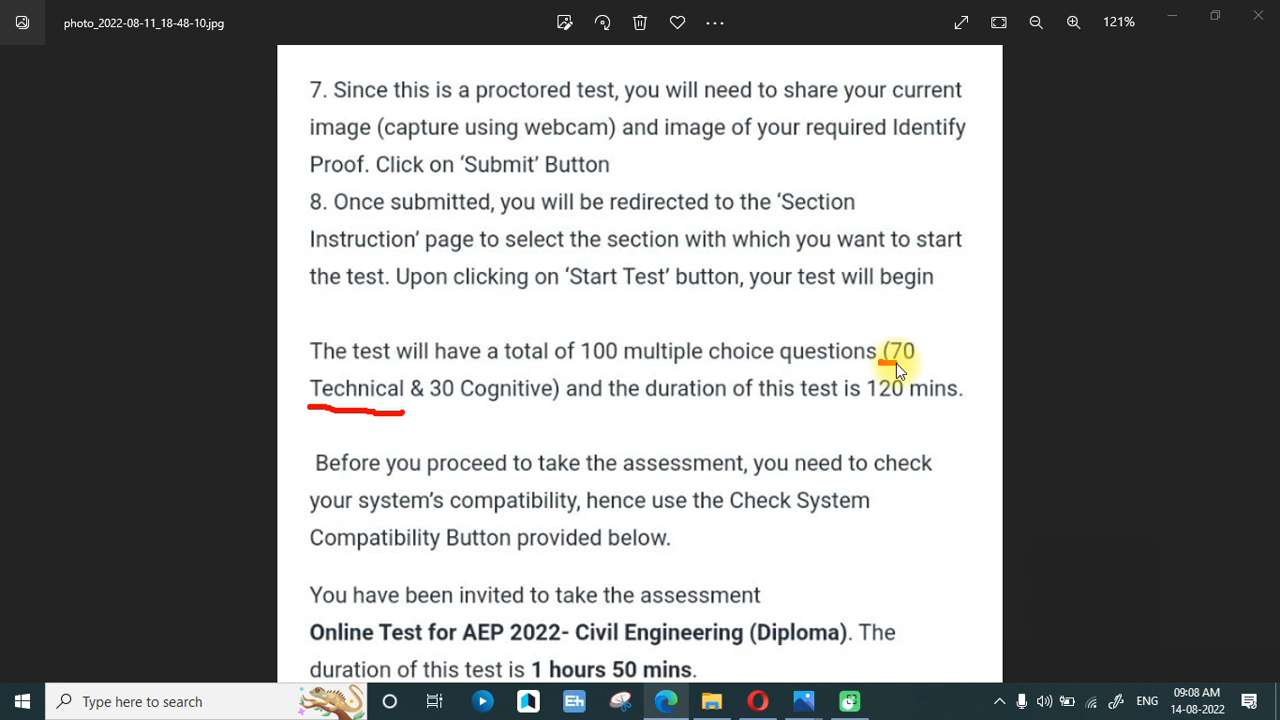 photo_2022-08-11_18-48-10.jpg
121%
7. Since this is a proctored test, you will need to share your current
image (capture using webcam) and image of your required Identify
Proof. Click on ‘Submit’ Button
8. Once submitted, you will be redirected to the ‘Section
Instruction’ page to select the section with which you want to start
the test. Upon clicking on ‘Start Test’ button, your test will begin
The test will have a total of 100 multiple choice questions (70
Technical & 30 Cognitive) and the duration of this test is 120 mins.
Before you proceed to take the assessment, you need to check
your system’s compatibility, hence use the Check System
Compatibility Button provided below.
You have been invited to take the assessment
Online Test for AEP 2022- Civil Engineering (Diploma). The
duration of this test is 1 hours 50 mins.
Type here to search
Eh
ENG
09:08 AM
14-08-2022